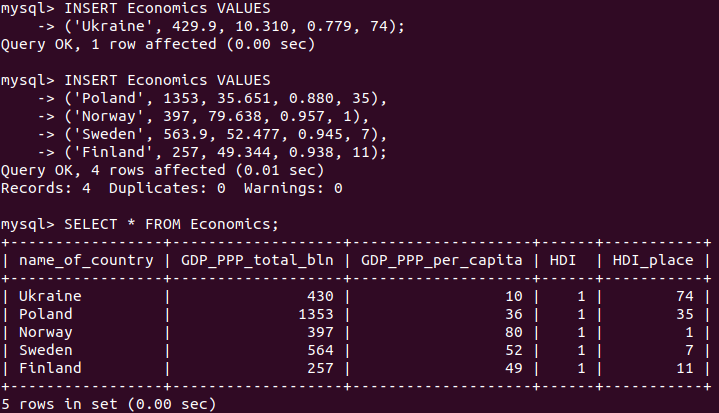 mysql> INSERT Economics VALUES
    -> ('Ukraine', 429.9, 10.310, 0.779, 74);
Query OK, 1 row affected (0.00 sec)

mysql> INSERT Economics VALUES
    -> ('Poland', 1353, 35.651, 0.880, 35),
    -> ('Norway', 397, 79.638, 0.957, 1),
    -> ('Sweden', 563.9, 52.477, 0.945, 7),
    -> ('Finland', 257, 49.344, 0.938, 11);
Query OK, 4 rows affected (0.01 sec)
Records: 4  Duplicates: 0  Warnings: 0

mysql> SELECT * FROM Economics;
+-----------------+-------------------+--------------------+------+-----------+
| name_of_country | GDP_PPP_total_bln | GDP_PPP_per_capita | HDI  | HDI_place |
+-----------------+-------------------+--------------------+------+-----------+
| Ukraine         |               430 |                 10 |    1 |        74 |
| Poland          |              1353 |                 36 |    1 |        35 |
| Norway          |               397 |                 80 |    1 |         1 |
| Sweden          |               564 |                 52 |    1 |         7 |
| Finland         |               257 |                 49 |    1 |        11 |
+-----------------+-------------------+--------------------+------+-----------+
5 rows in set (0.00 sec)